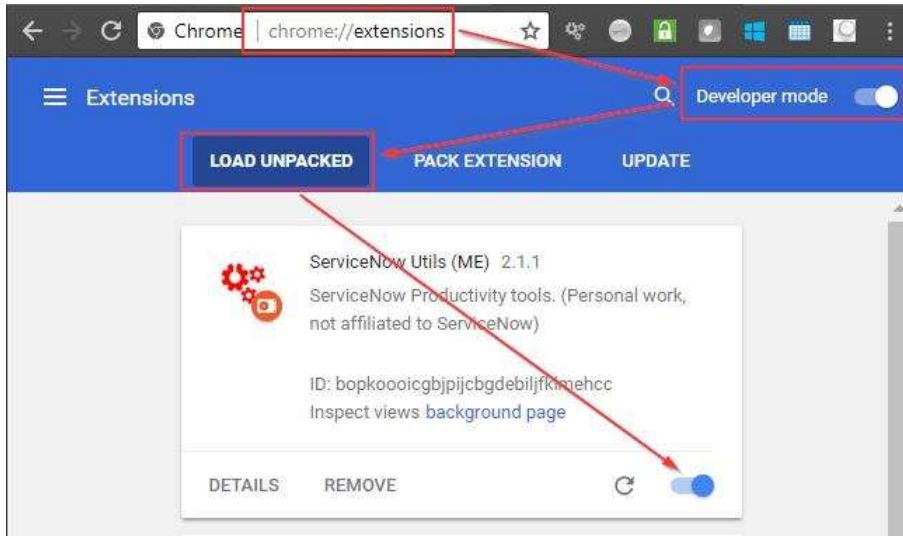 Chrome | chrome://extensions
Extensions
Developer mode
LOAD UNPACKED PACK EXTENSION UPDATE
ServiceNow Utils (ME) 2.1.1
ServiceNow Productivity tools. (Personal work,
not affiliated to ServiceNow)
ID: bopkoooicgbjpijcbgdebiljfklmehcc
Inspect views background page
DETAILS REMOVE